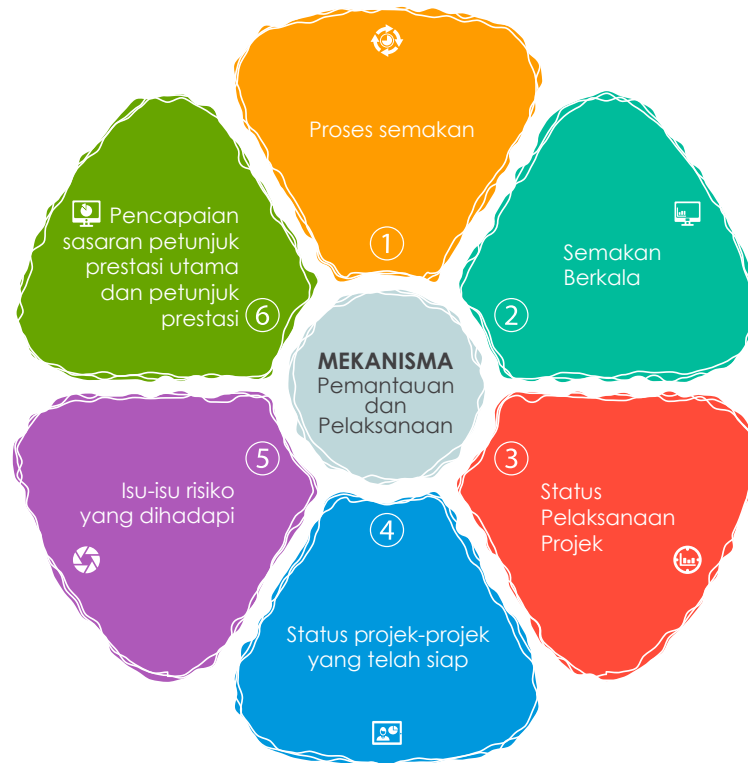 MEKANISMA
Pemantauan
dan
Pelaksanaan
Proses semakan
1
Semakan
Berkala
2
3
Status
Pelaksanaan
Projek
4
Status projek-projek
yang telah siap
5
Isu-isu risiko
yang dihadapi
Pencapaian
sasaran petunjuk
prestasi utama
dan petunjuk
prestasi
6